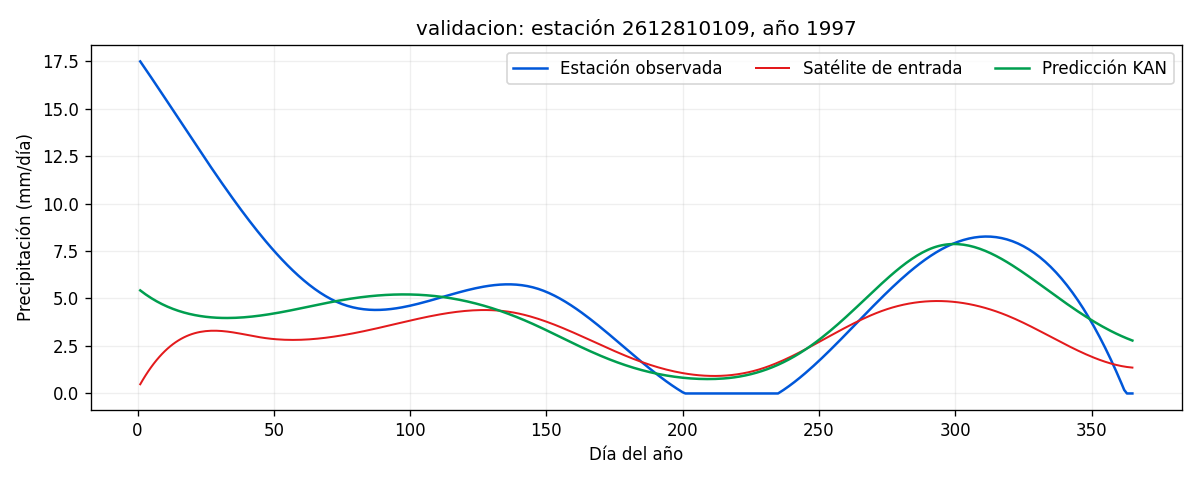 validacion: estación 2612810109, año 1997
Estación observada
Satélite de entrada
Predicción KAN
Precipitación (mm/día)
17.5
15.0
12.5
10.0
7.5
5.0
2.5
0.0
0 50 100 150 200 250 300 350
Día del año